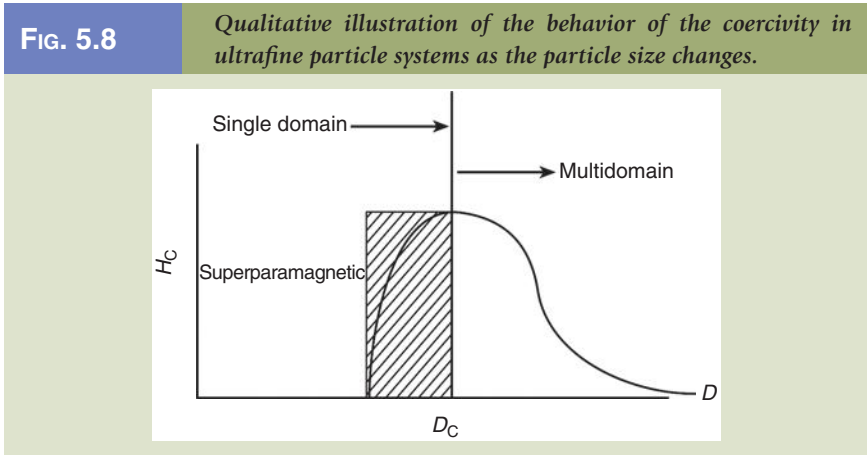 FIG. 5.8
Qualitative illustration of the behavior of the coercivity in
ultrafine particle systems as the particle size changes.
Single domain
Multidomain
HC
Superparamagnetic
D
DC